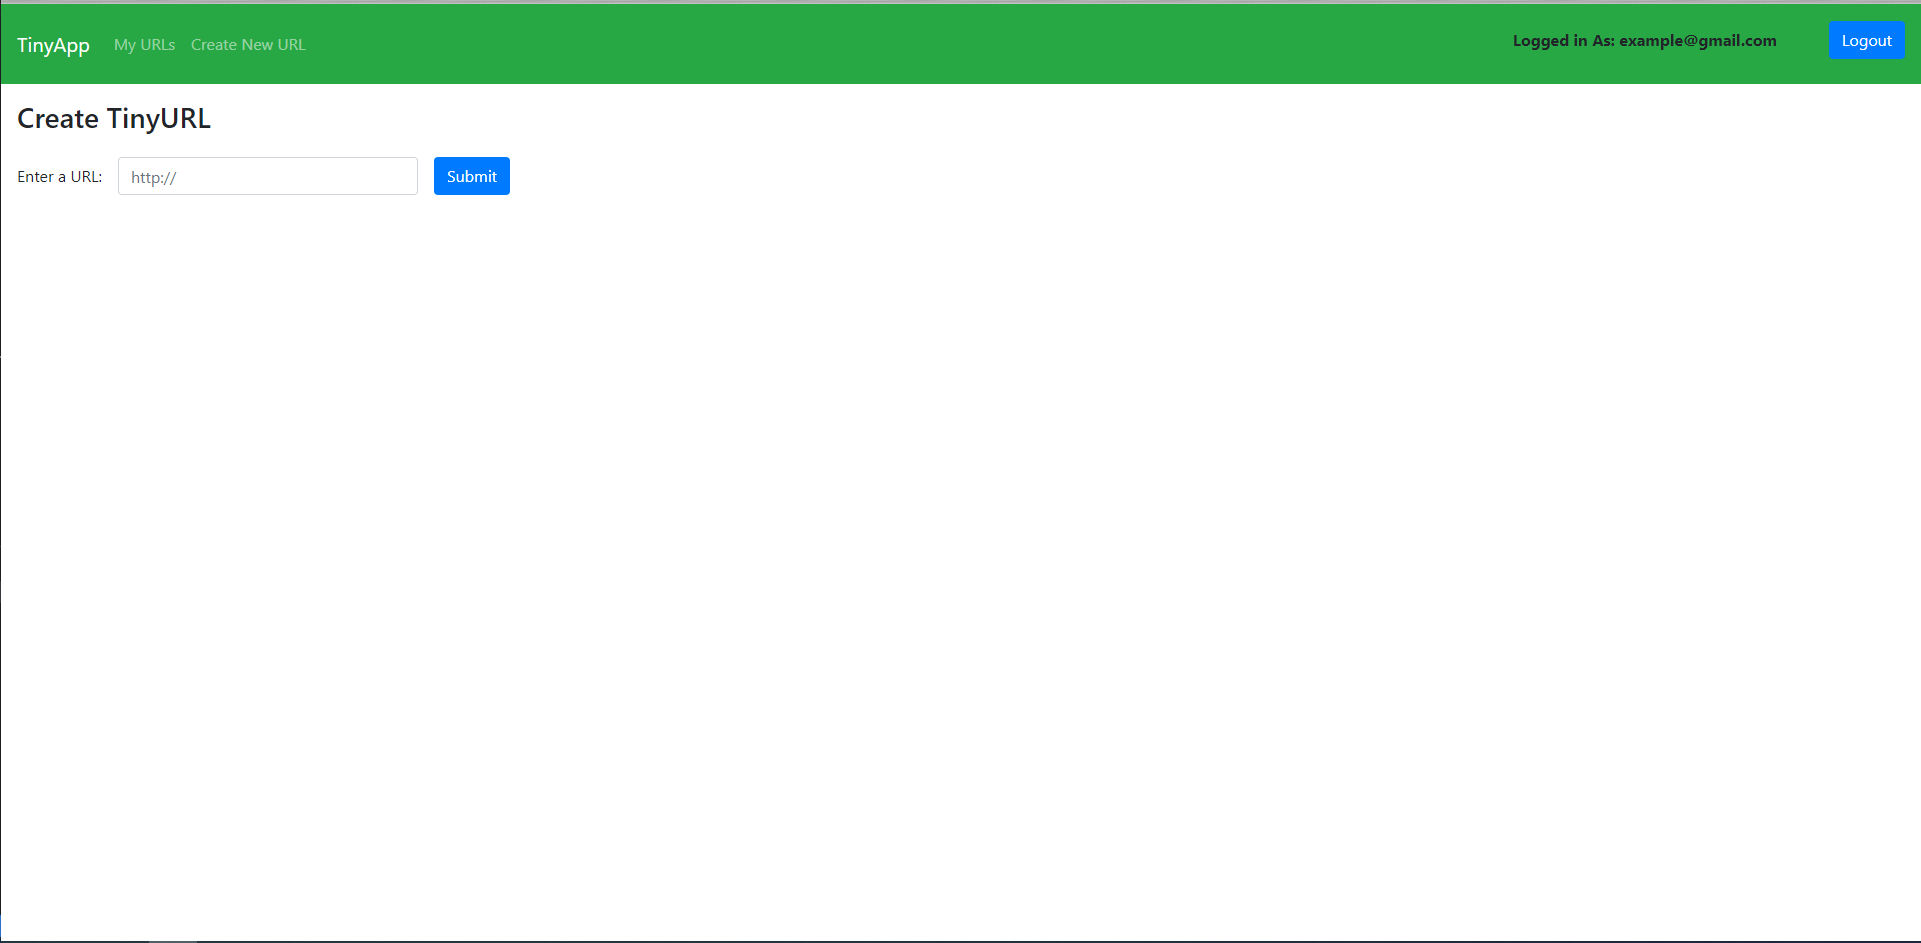 TinyApp My URLs Create New URL Logged in As: example@gmail.com Logout
Create TinyURL
Enter a URL: http:// Submit